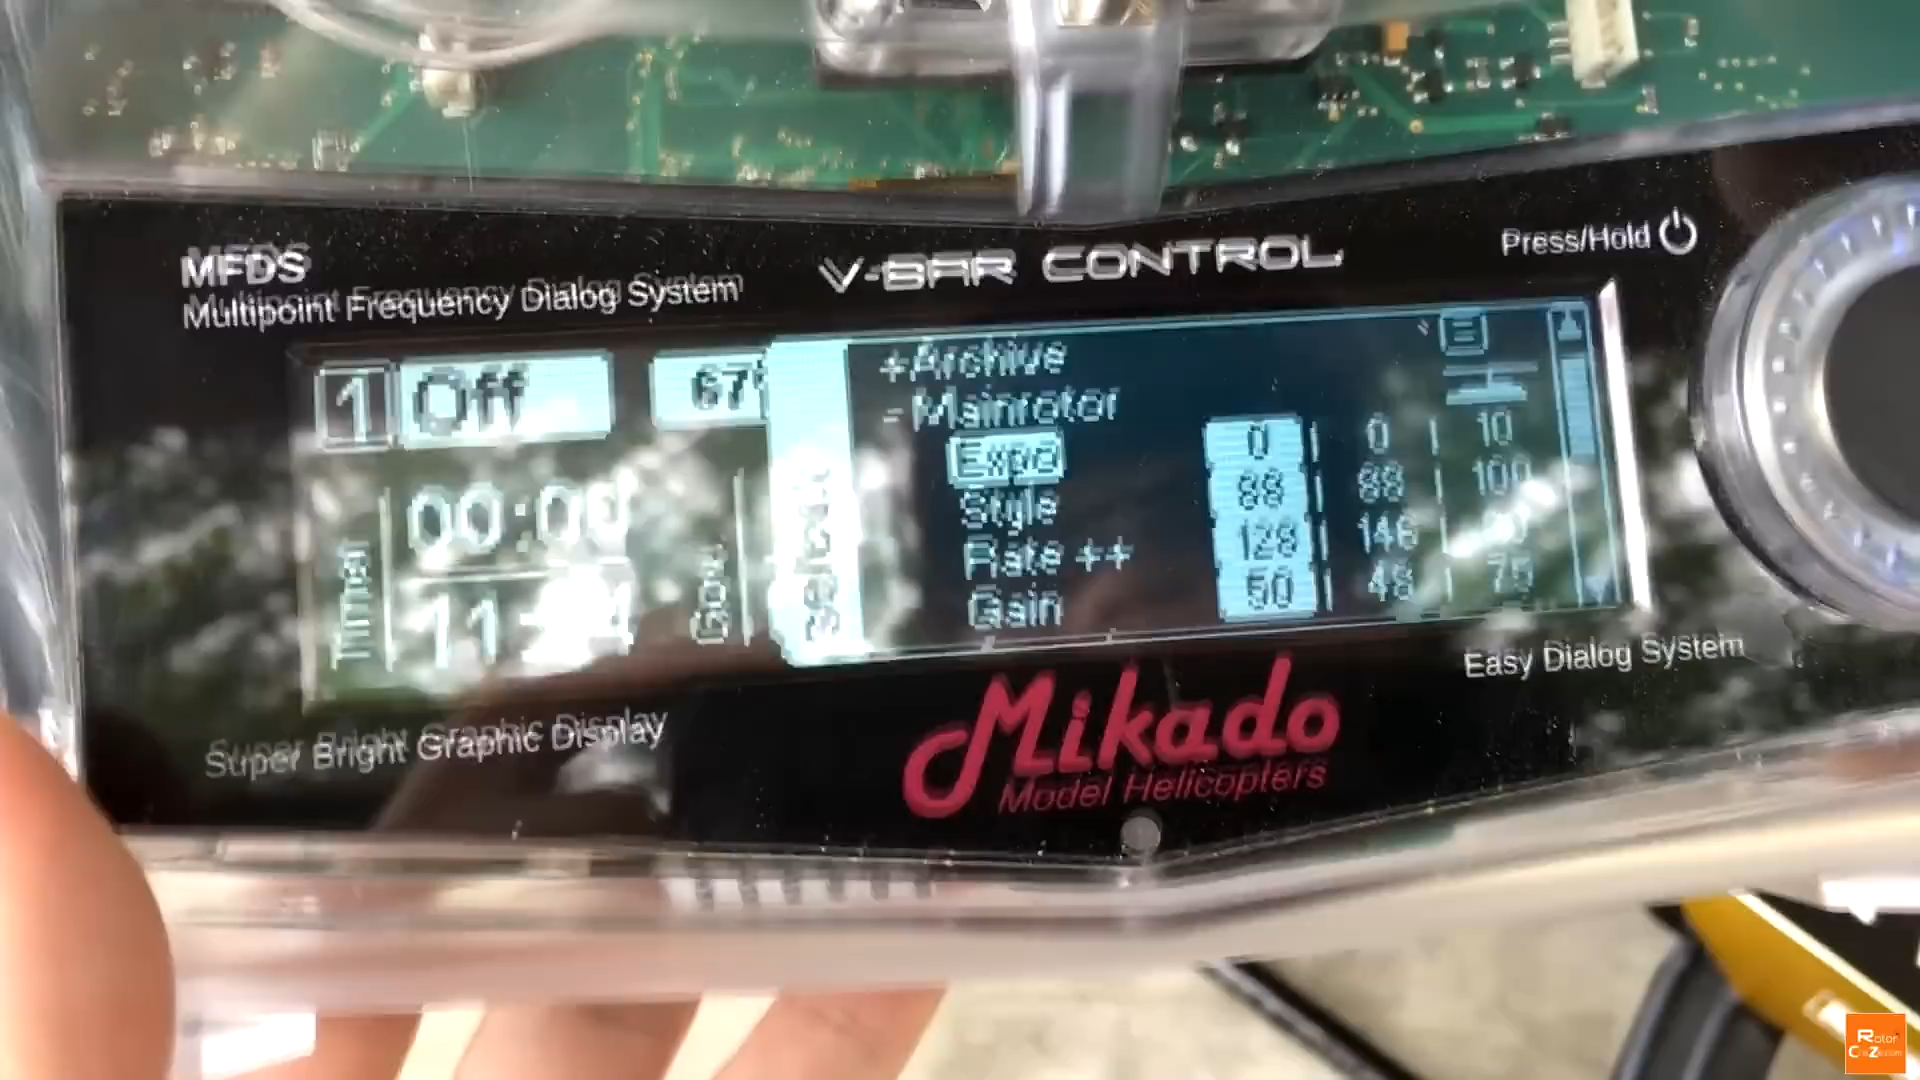 MFDS
Multipoint Frequency Dialog System
V-BAR CONTROL
Press/Hold
1 Off
Timer
00:00
Gov.
Select
+Archive
- Mainrotor
Expo 0 | 0 | 10
Style 88 | 88 | 100
Rate ++ 128 | 146
Gain 50 | 48 | 75
Easy Dialog System
Super Bright Graphic Display
Mikado
Model Helicopters